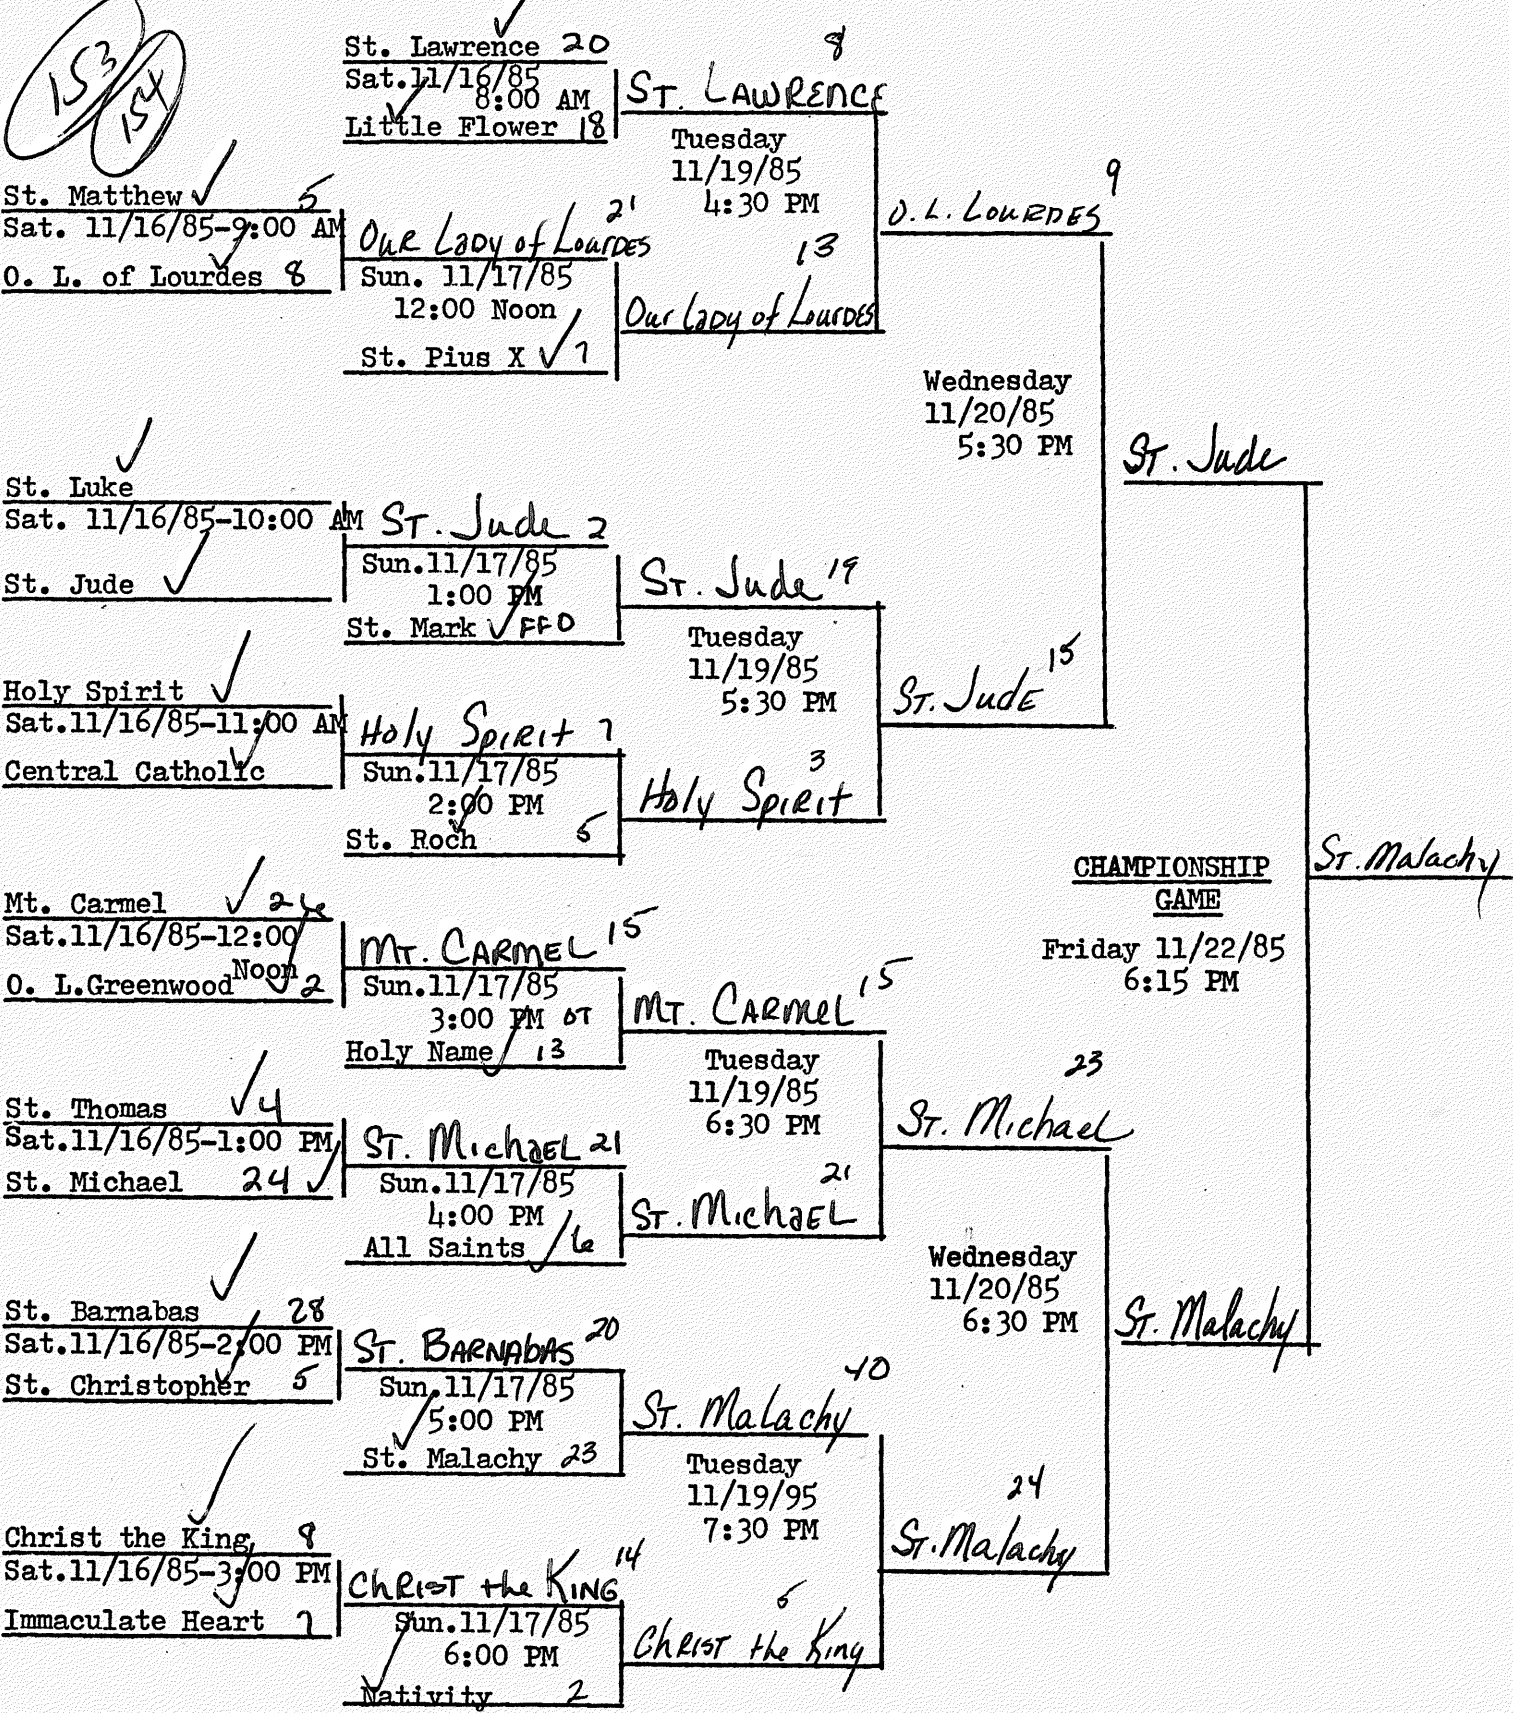 153
154
St. Lawrence 20
Sat.11/16/85
8:00 AM
Little Flower 18
St. Matthew 5
Sat. 11/16/85-9:00 AM
O. L. of Lourdes 8
Our Lady of Lourdes 21
Sun. 11/17/85
12:00 Noon
St. Pius X 7
ST. LAWRENCE 8
Tuesday
11/19/85
4:30 PM
Our Lady of Lourdes 13
O.L. LOURDES 9
St. Luke
Sat. 11/16/85-10:00 AM
St. Jude
ST. Jude 2
Sun.11/17/85
1:00 PM
St. Mark FFO
Holy Spirit
Sat.11/16/85-11:00 AM
Central Catholic
Holy Spirit 7
Sun.11/17/85
2:00 PM
St. Roch 5
ST. Jude 19
Tuesday
11/19/85
5:30 PM
Holy Spirit 3
ST. JudE 15
Wednesday
11/20/85
5:30 PM
ST. Jude
Mt. Carmel 26
Sat.11/16/85-12:00
Noon
O. L.Greenwood 2
MT. CARMEL 15
Sun.11/17/85
3:00 PM OT
Holy Name 13
St. Thomas 4
Sat.11/16/85-1:00 PM
St. Michael 24
ST. MichaEL 21
Sun.11/17/85
4:00 PM
All Saints 6
MT. CARMEL 15
Tuesday
11/19/85
6:30 PM
ST. MichaEL 21
ST. Michael 23
St. Barnabas 28
Sat.11/16/85-2:00 PM
St. Christopher 5
ST. BARNAbAS 20
Sun.11/17/85
5:00 PM
St. Malachy 23
Christ the King 8
Sat.11/16/85-3:00 PM
Immaculate Heart 7
ChRIST the KING 14
Sun.11/17/85
6:00 PM
Nativity 2
ST. Malachy 40
Tuesday
11/19/95
7:30 PM
ChRIST the King 5
ST. Malachy 24
Wednesday
11/20/85
6:30 PM
ST. Malachy
CHAMPIONSHIP
GAME
Friday 11/22/85
6:15 PM
ST. Malachy